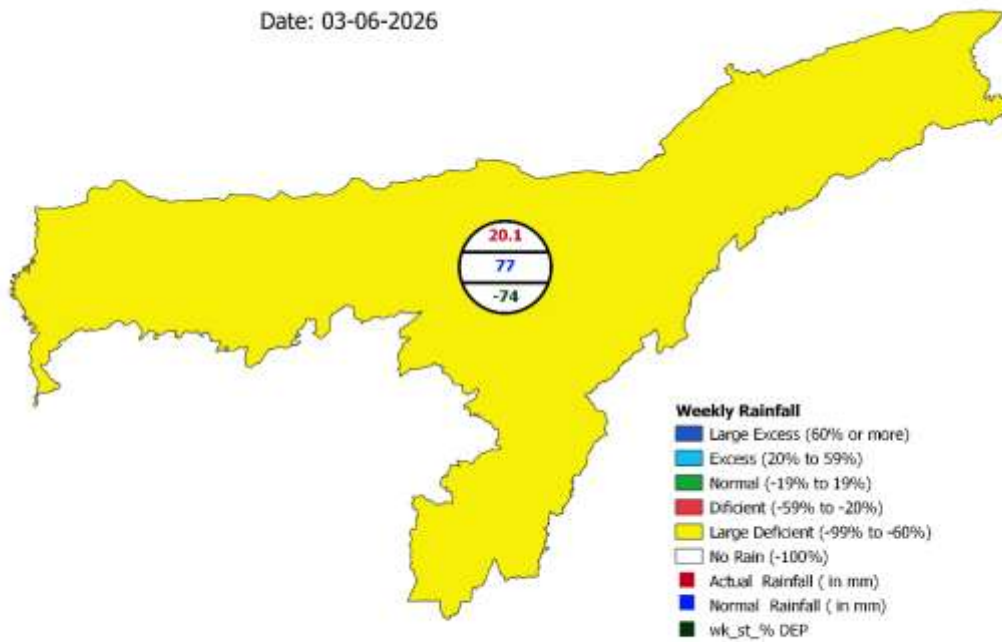 Date: 03-06-2026
20.1
77
-74
Weekly Rainfall
Large Excess (60% or more)
Excess (20% to 59%)
Normal (-19% to 19%)
Dificient (-59% to -20%)
Large Deficient (-99% to -60%)
No Rain (-100%)
Actual Rainfall ( in mm)
Normal Rainfall ( in mm)
wk_st_% DEP